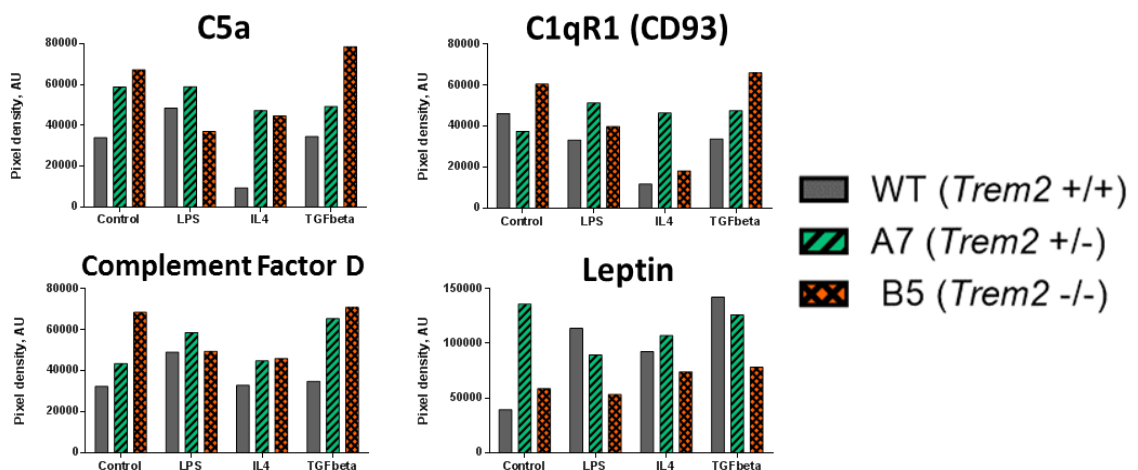 C5a
80000
60000
40000
20000
0
Pixel density, AU
Control LPS IL4 TGFbeta
C1qR1 (CD93)
80000
60000
40000
20000
0
Pixel density, AU
Control LPS IL4 TGFbeta
Complement Factor D
80000
60000
40000
20000
0
Pixel density, AU
Control LPS IL4 TGFbeta
Leptin
150000
100000
50000
0
Pixel density, AU
Control LPS IL4 TGFbeta
WT (Trem2 +/+)
A7 (Trem2 +/-)
B5 (Trem2 -/-)